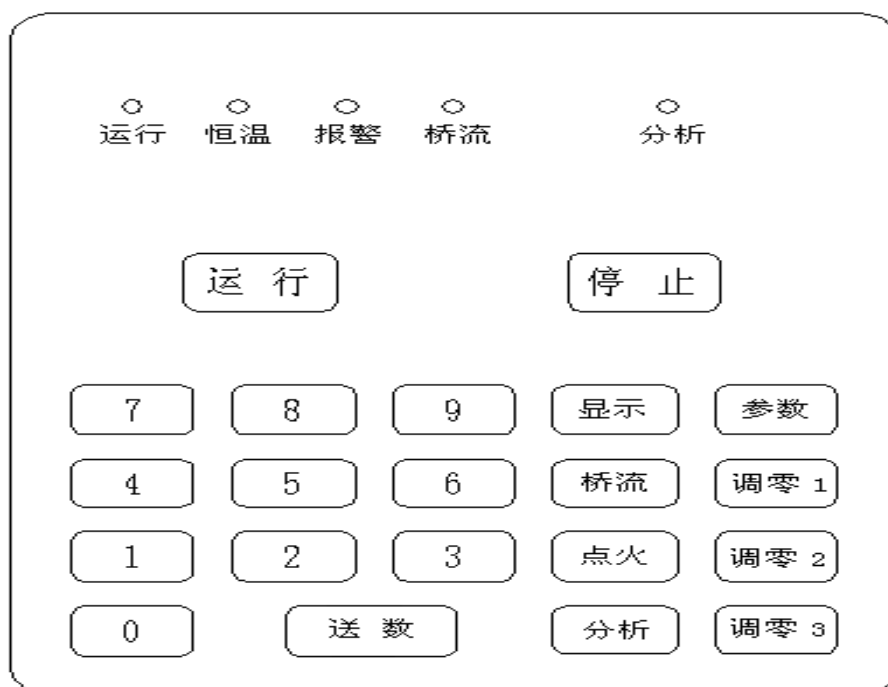 运行 恒温 报警 桥流 分析
运 行 停 止
7 8 9 显示 参数
4 5 6 桥流 调零 1
1 2 3 点火 调零 2
0 送 数 分析 调零 3